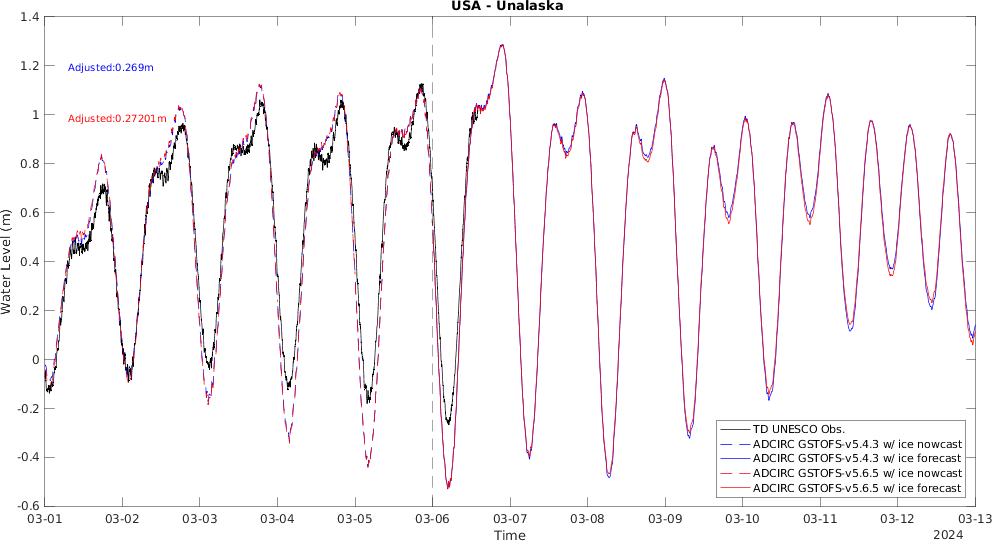 USA - Unalaska
1.4
1.2
1
0.8
0.6
0.4
0.2
0
-0.2
-0.4
-0.6
Water Level (m)
Adjusted:0.269m
Adjusted:0.27201m
TD UNESCO Obs.
ADCIRC GSTOFS-v5.4.3 w/ ice nowcast
ADCIRC GSTOFS-v5.4.3 w/ ice forecast
ADCIRC GSTOFS-v5.6.5 w/ ice nowcast
ADCIRC GSTOFS-v5.6.5 w/ ice forecast
03-01 03-02 03-03 03-04 03-05 03-06 03-07 03-08 03-09 03-10 03-11 03-12 03-13
Time
2024